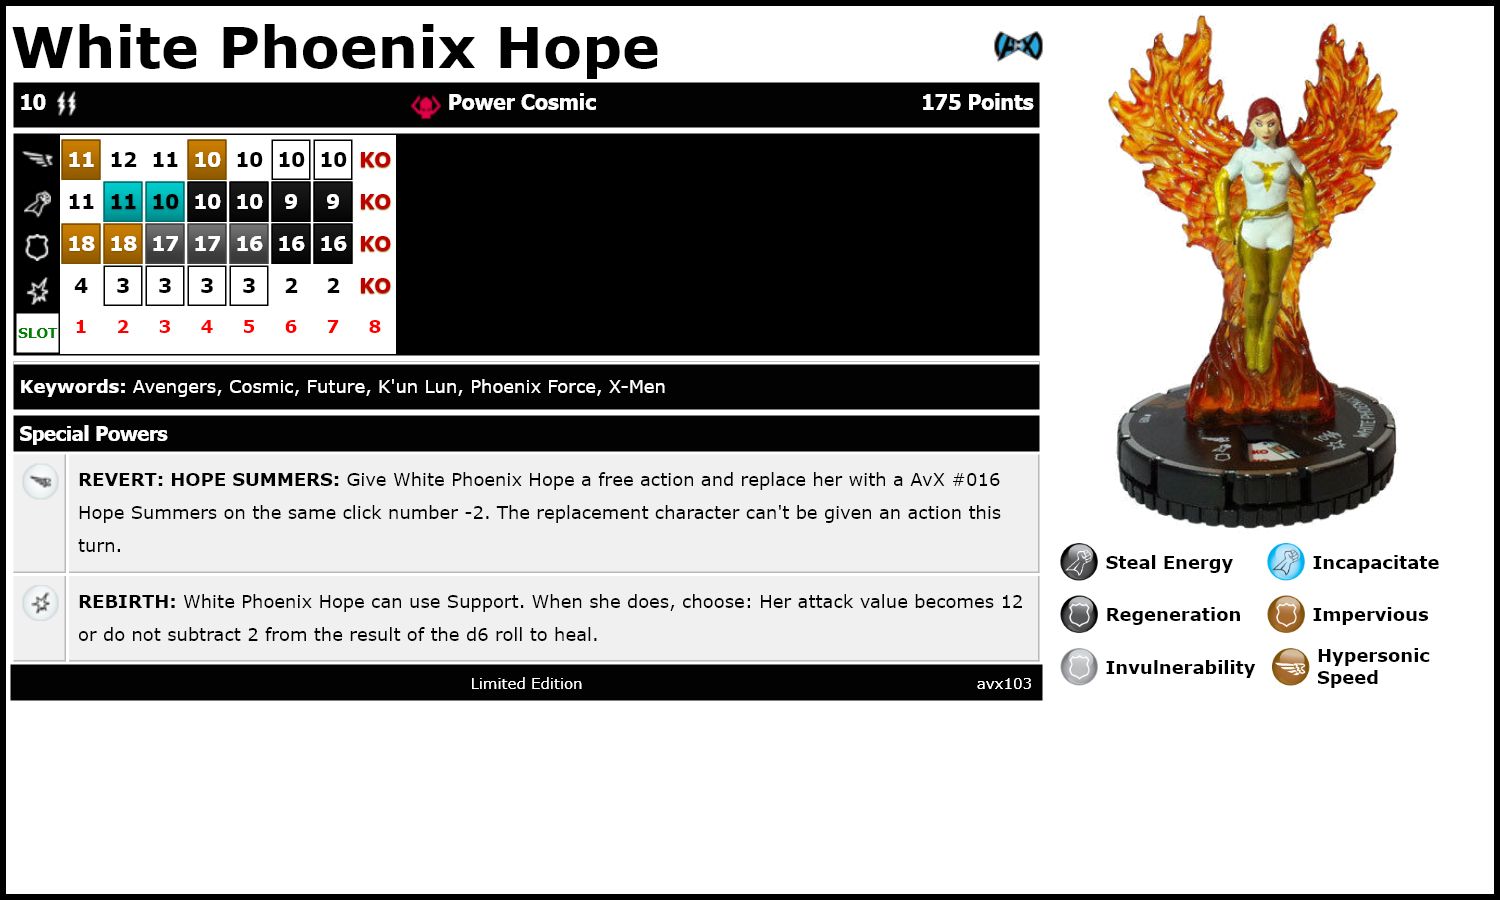 White Phoenix Hope
AvX
10 Power Cosmic 175 Points
11 12 11 10 10 10 10 KO
11 11 10 10 10 9 9 KO
18 18 17 17 16 16 16 KO
4 3 3 3 3 2 2 KO
SLOT 1 2 3 4 5 6 7 8
Keywords: Avengers, Cosmic, Future, K'un Lun, Phoenix Force, X-Men
Special Powers
REVERT: HOPE SUMMERS: Give White Phoenix Hope a free action and replace her with a AvX #016
Hope Summers on the same click number -2. The replacement character can't be given an action this
turn.
REBIRTH: White Phoenix Hope can use Support. When she does, choose: Her attack value becomes 12
or do not subtract 2 from the result of the d6 roll to heal.
Limited Edition avx103
WHITE PHOENIX
KO
Steal Energy Incapacitate
Regeneration Impervious
Invulnerability Hypersonic
Speed